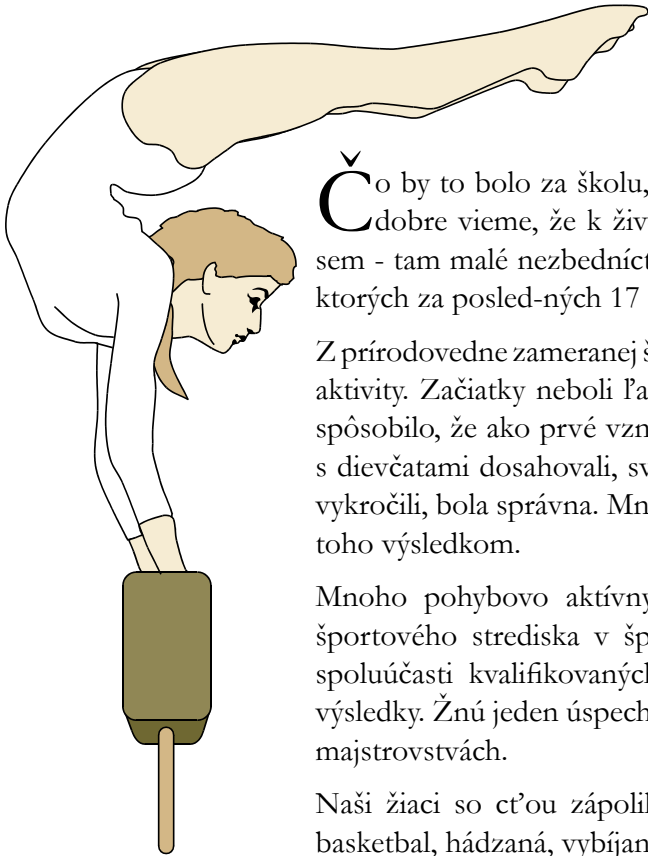 Čo by to bolo za školu,
dobre vieme, že k živ
sem - tam malé nezbedníct
ktorých za posled-ných 17
Z prírodovedne zameranej š
aktivity. Začiatky neboli ľa
spôsobilo, že ako prvé vzn
s dievčatami dosahovali, sv
vykročili, bola správna. Mn
toho výsledkom.
Mnoho pohybovo aktívny
športového strediska v šp
spoluúčasti kvalifikovaných
výsledky. Žnú jeden úspech
majstrovstvách.
Naši žiaci so cťou zápolil
basketbal, hádzaná, vybíjan